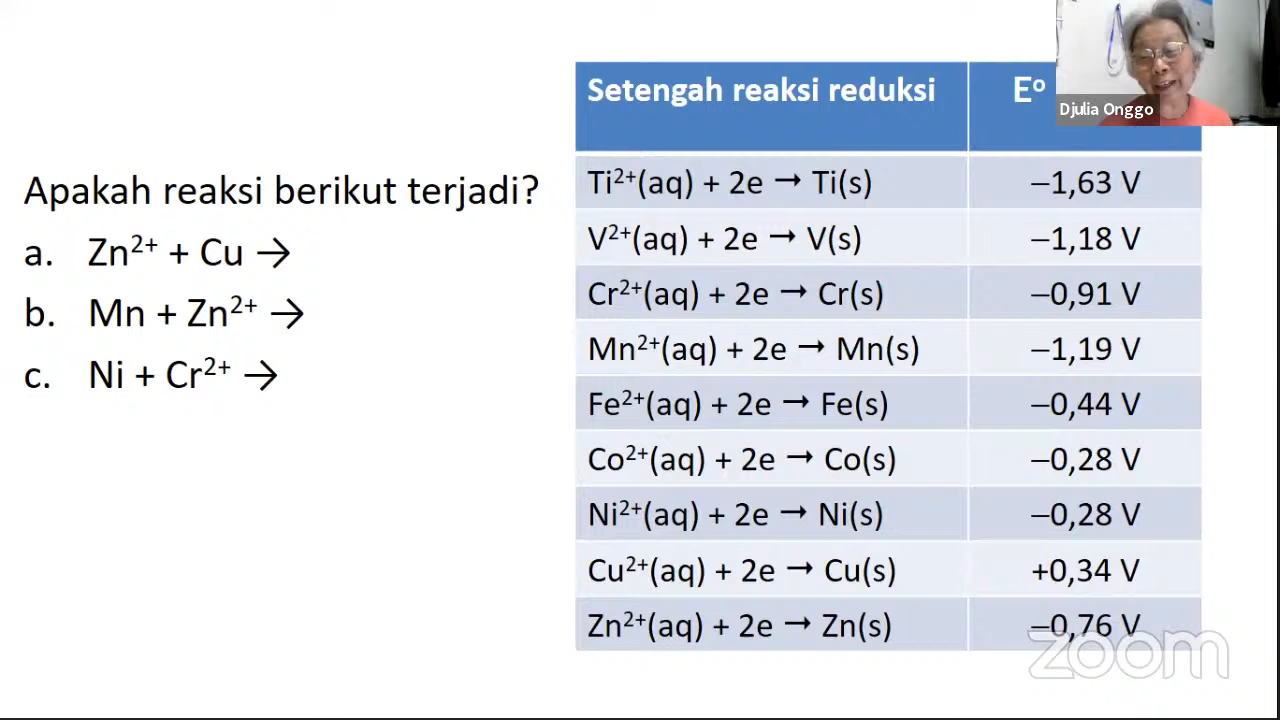 Apakah reaksi berikut terjadi?
a. Zn²⁺ + Cu →
b. Mn + Zn²⁺ →
c. Ni + Cr²⁺ →
Setengah reaksi reduksi Eº
Ti²⁺(aq) + 2e → Ti(s) −1,63 V
V²⁺(aq) + 2e → V(s) −1,18 V
Cr²⁺(aq) + 2e → Cr(s) −0,91 V
Mn²⁺(aq) + 2e → Mn(s) −1,19 V
Fe²⁺(aq) + 2e → Fe(s) −0,44 V
Co²⁺(aq) + 2e → Co(s) −0,28 V
Ni²⁺(aq) + 2e → Ni(s) −0,28 V
Cu²⁺(aq) + 2e → Cu(s) +0,34 V
Zn²⁺(aq) + 2e → Zn(s) −0,76 V
Djulia Onggo
zoom